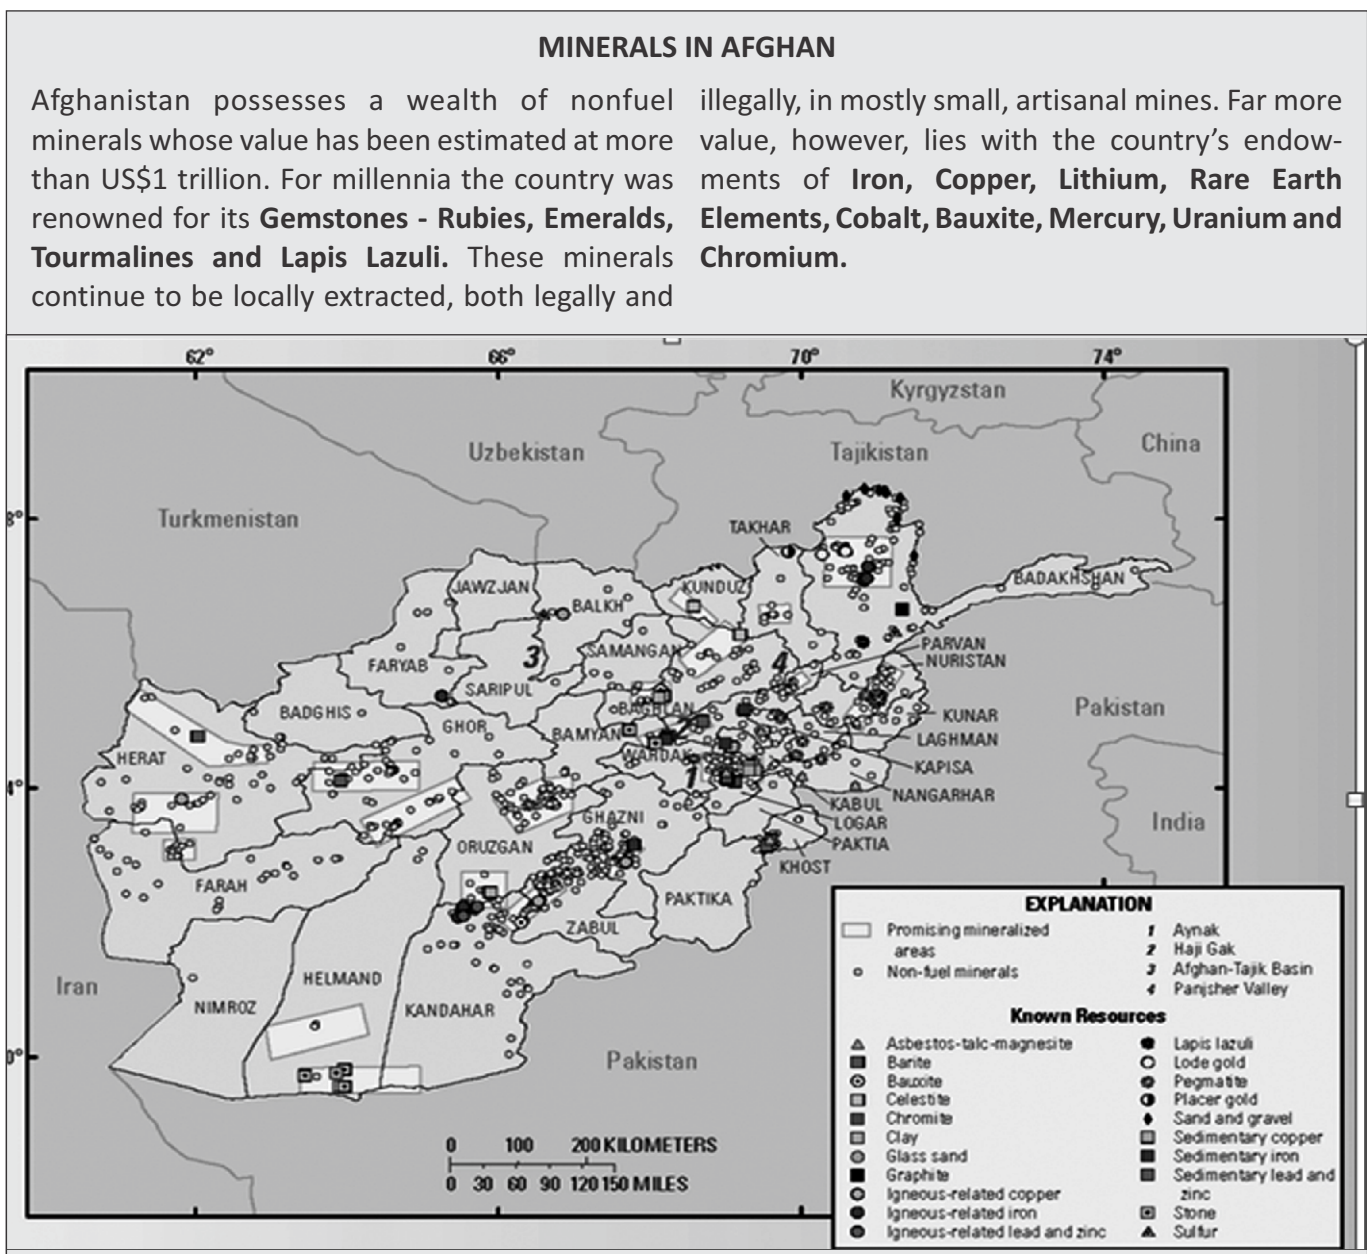 MINERALS IN AFGHAN
Afghanistan possesses a wealth of nonfuel
minerals whose value has been estimated at more
than US$1 trillion. For millennia the country was
renowned for its Gemstones - Rubies, Emeralds,
Tourmalines and Lapis Lazuli. These minerals
continue to be locally extracted, both legally and
illegally, in mostly small, artisanal mines. Far more
value, however, lies with the country's endow-
ments of Iron, Copper, Lithium, Rare Earth
Elements, Cobalt, Bauxite, Mercury, Uranium and
Chromium.
62°
66°
70°
74°
Kyrgyzstan
Uzbekistan
Tajikistan
China
Turkmenistan
8°
TAKHAR
JAWZJAN
BALKH
KUNDUZ
BADAKHSHAN
3
SAMANGAN
4
PARVAN
NURISTAN
FARYAB
SARIPUL
BADGHIS
GHOR
BAGHLAN
KUNAR
Pakistan
HERAT
BAMYAN
2
LAGHMAN
WARDAK
KAPISA
4°
1
NANGARHAR
KABUL
GHAZNI
LOGAR
India
ORUZGAN
PAKTIA
KHOST
FARAH
PAKTIKA
ZABUL
Iran
HELMAND
NIMROZ
KANDAHAR
0°
Pakistan
0 100 200 KILOMETERS
0 30 60 90 120 150 MILES
EXPLANATION
Promising mineralized
areas
Non-fuel minerals
1 Aynak
2 Haji Gak
3 Afghan-Tajik Basin
4 Panjsher Valley
Known Resources
Asbestos-talc-magnesite
Barite
Bauxite
Celestite
Chromite
Clay
Glass sand
Graphite
Igneous-related copper
Igneous-related iron
Igneous-related lead and zinc
Lapis lazuli
Lode gold
Pegmatite
Placer gold
Sand and gravel
Sedimentary copper
Sedimentary iron
Sedimentary lead and
zinc
Stone
Sulfur